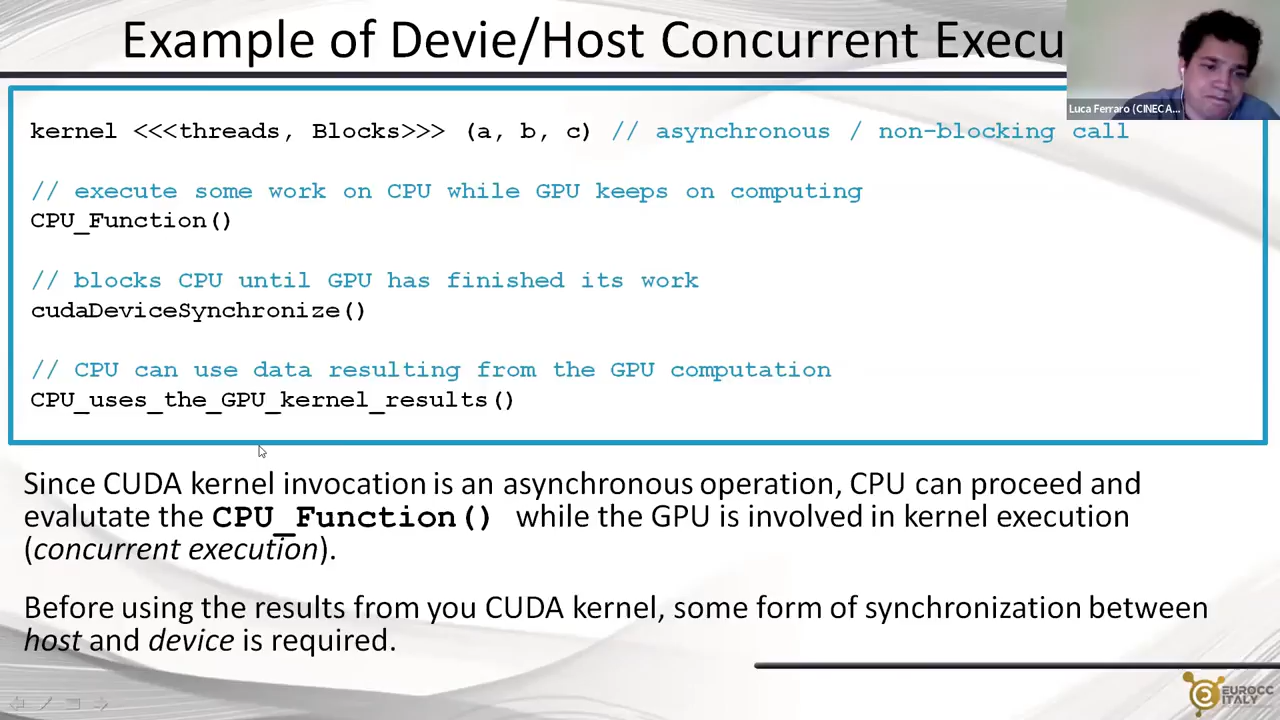 Example of Devie/Host Concurrent Execu
Luca Ferraro (CINECA...
kernel <<<threads, Blocks>>> (a, b, c) // asynchronous / non-blocking call
// execute some work on CPU while GPU keeps on computing
CPU_Function()
// blocks CPU until GPU has finished its work
cudaDeviceSynchronize()
// CPU can use data resulting from the GPU computation
CPU_uses_the_GPU_kernel_results()
Since CUDA kernel invocation is an asynchronous operation, CPU can proceed and
evalutate the CPU_Function() while the GPU is involved in kernel execution
(concurrent execution).
Before using the results from you CUDA kernel, some form of synchronization between
host and device is required.
EUROCC
ITALY